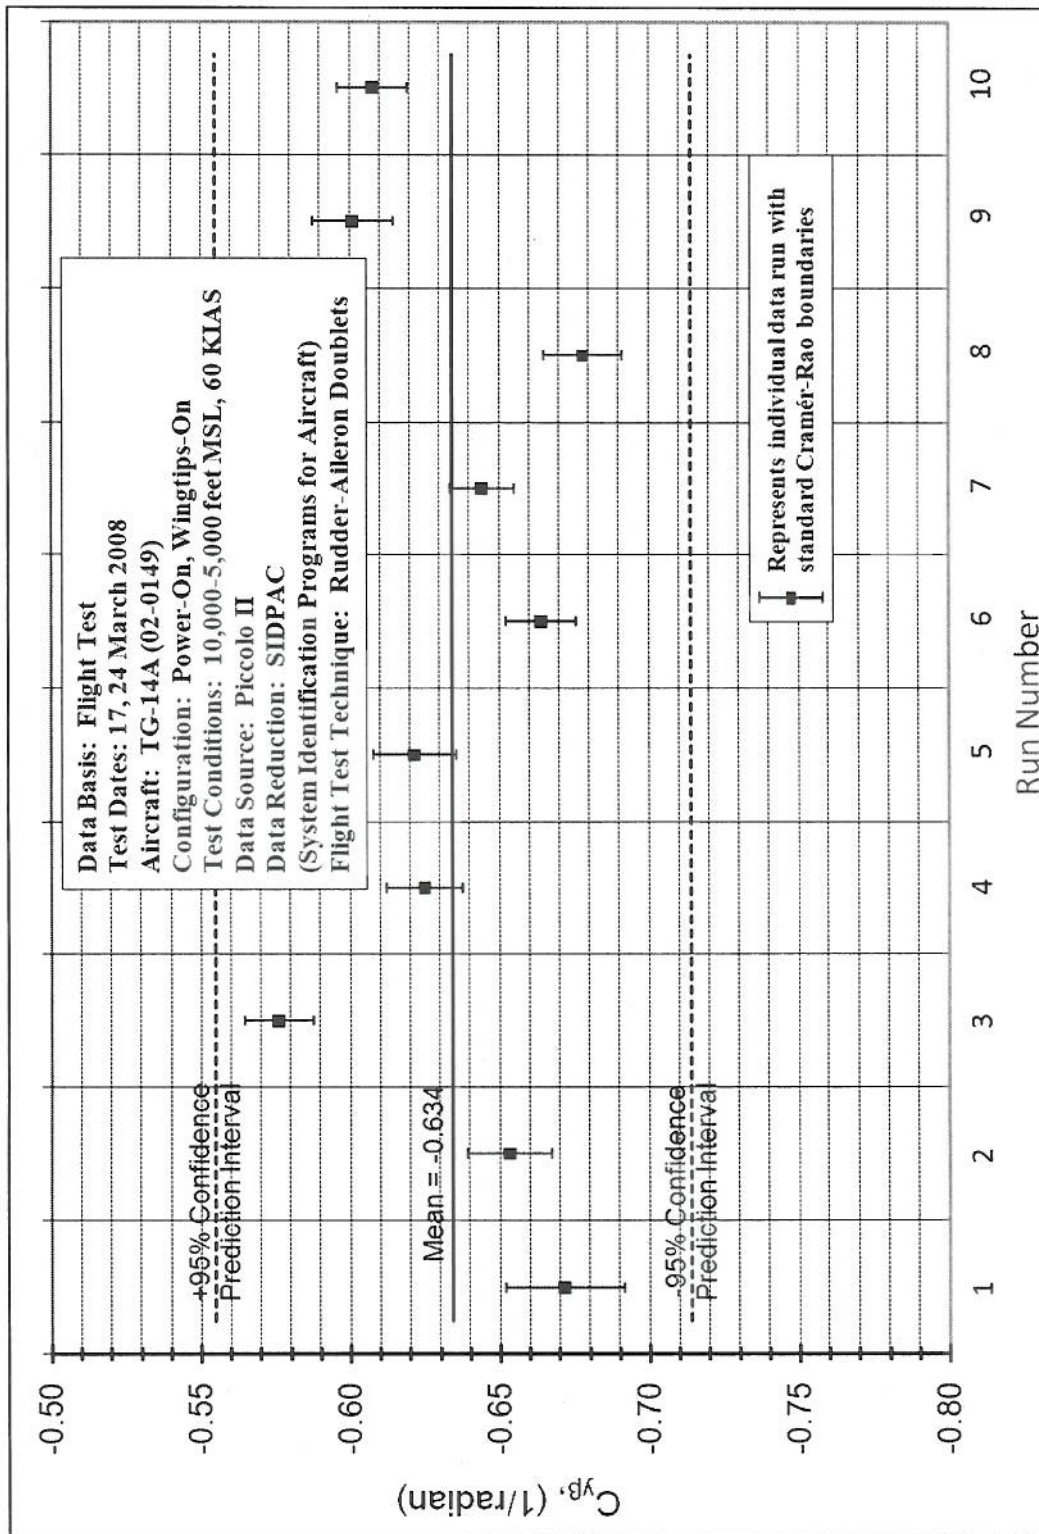 Data Basis: Flight Test
Test Dates: 17, 24 March 2008
Aircraft: TG-14A (02-0149)
Configuration: Power-On, Wingtips-On
Test Conditions: 10,000-5,000 feet MSL, 60 KIAS
Data Source: Piccolo II
Data Reduction: SIDPAC
(System Identification Programs for Aircraft)
Flight Test Technique: Rudder-Aileron Doublets
+95% Confidence
Prediction Interval
Mean = -0.634
-95% Confidence
Prediction Interval
Represents individual data run with
standard Cramér-Rao boundaries
Cyβ, (1/radian)
-0.50
-0.55
-0.60
-0.65
-0.70
-0.75
-0.80
1 2 3 4 5 6 7 8 9 10
Run Number